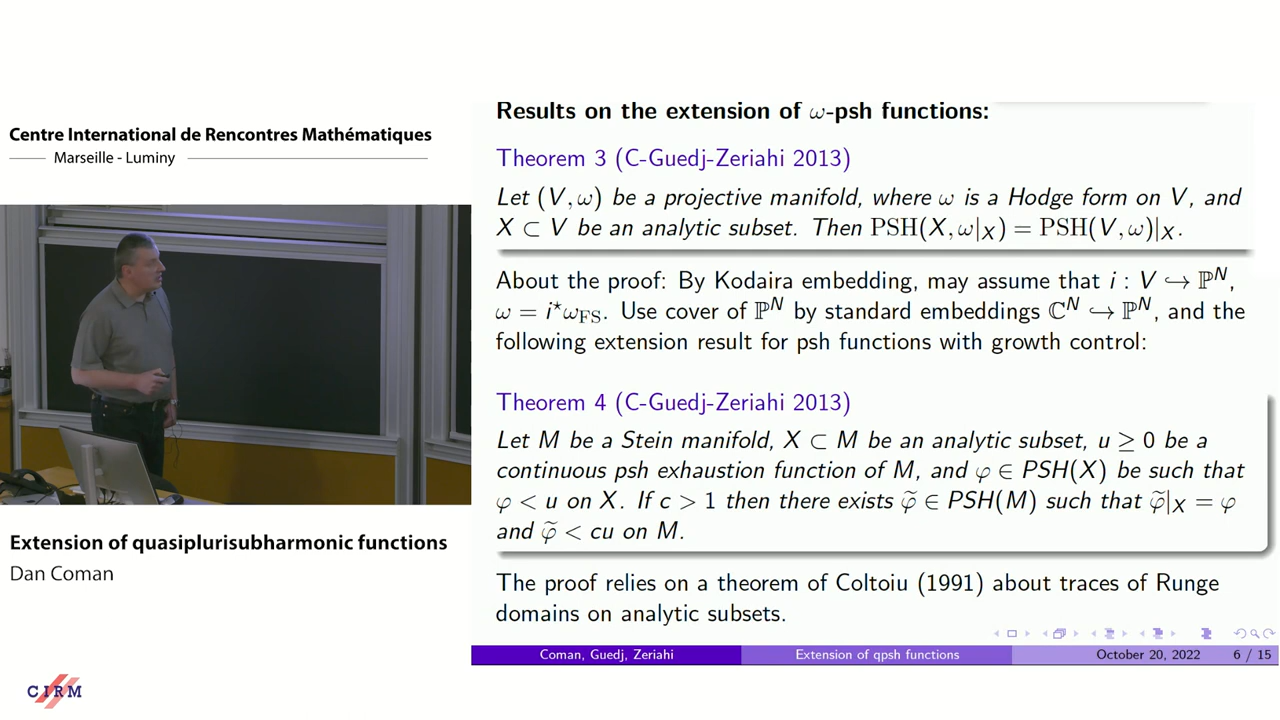 Centre International de Rencontres Mathématiques
Marseille - Luminy
Extension of quasiplurisubharmonic functions
Dan Coman
CIRM
Results on the extension of ω-psh functions:
Theorem 3 (C-Guedj-Zeriahi 2013)
Let (V, ω) be a projective manifold, where ω is a Hodge form on V, and
X ⊂ V be an analytic subset. Then PSH(X, ω|X) = PSH(V, ω)|X.
About the proof: By Kodaira embedding, may assume that i : V ↪ ℙᴺ,
ω = i⋆ωFS. Use cover of ℙᴺ by standard embeddings ℂᴺ ↪ ℙᴺ, and the
following extension result for psh functions with growth control:
Theorem 4 (C-Guedj-Zeriahi 2013)
Let M be a Stein manifold, X ⊂ M be an analytic subset, u ≥ 0 be a
continuous psh exhaustion function of M, and φ ∈ PSH(X) be such that
φ < u on X. If c > 1 then there exists φ̃ ∈ PSH(M) such that φ̃|X = φ
and φ̃ < cu on M.
The proof relies on a theorem of Coltoiu (1991) about traces of Runge
domains on analytic subsets.
Coman, Guedj, Zeriahi Extension of qpsh functions October 20, 2022 6 / 15